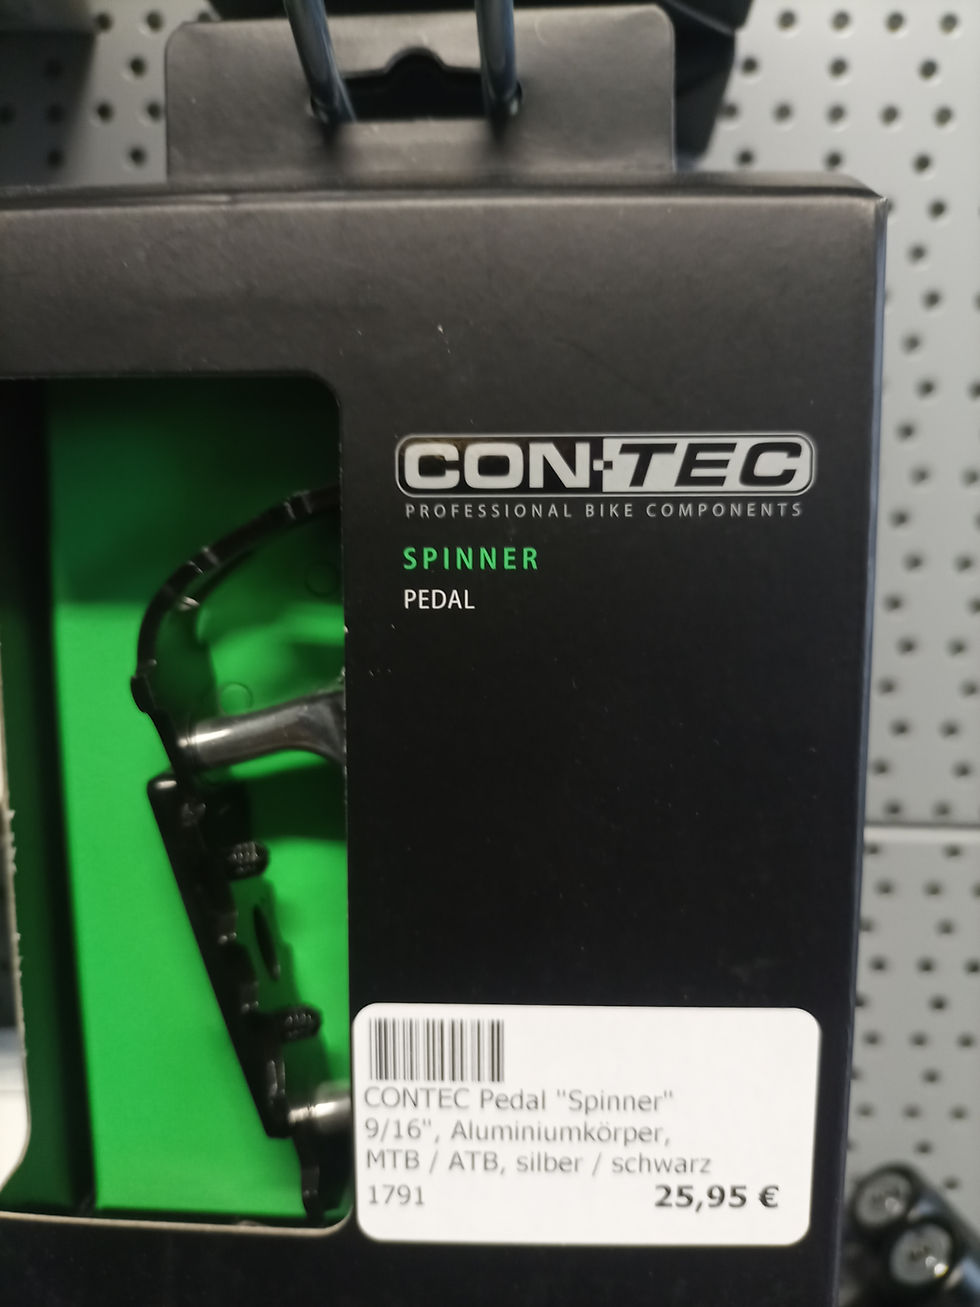 CON-TEC
PROFESSIONAL BIKE COMPONENTS
SPINNER
PEDAL
CONTEC Pedal "Spinner"
9/16", Aluminiumkörper,
MTB / ATB, silber / schwarz
1791 25,95 €